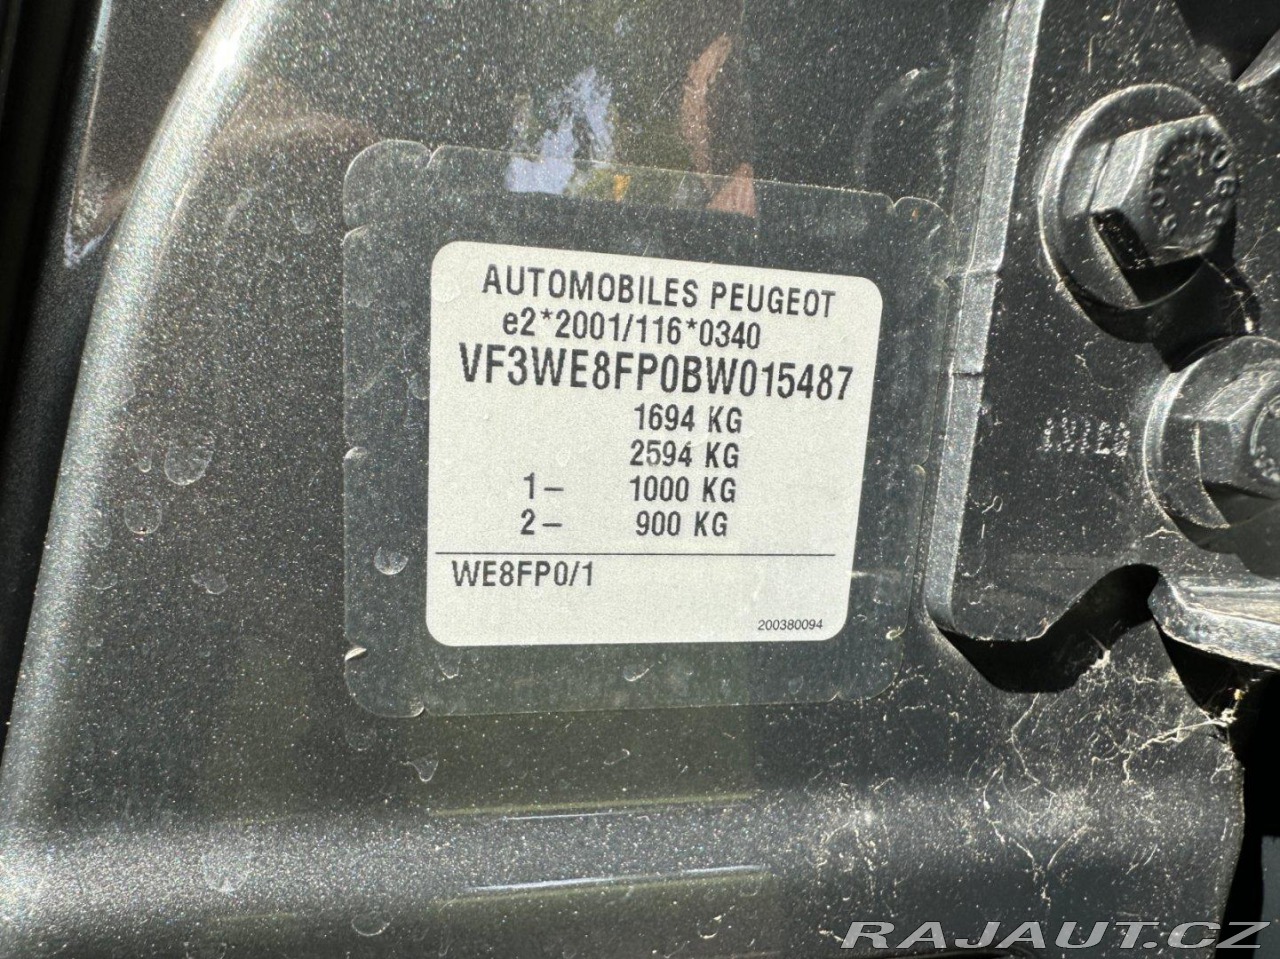 AUTOMOBILES PEUGEOT
e2*2001/116*0340
VF3WE8FP0BW015487
1694 KG
2594 KG
1– 1000 KG
2– 900 KG
WE8FP0/1
200380094
RAJAUT.CZ